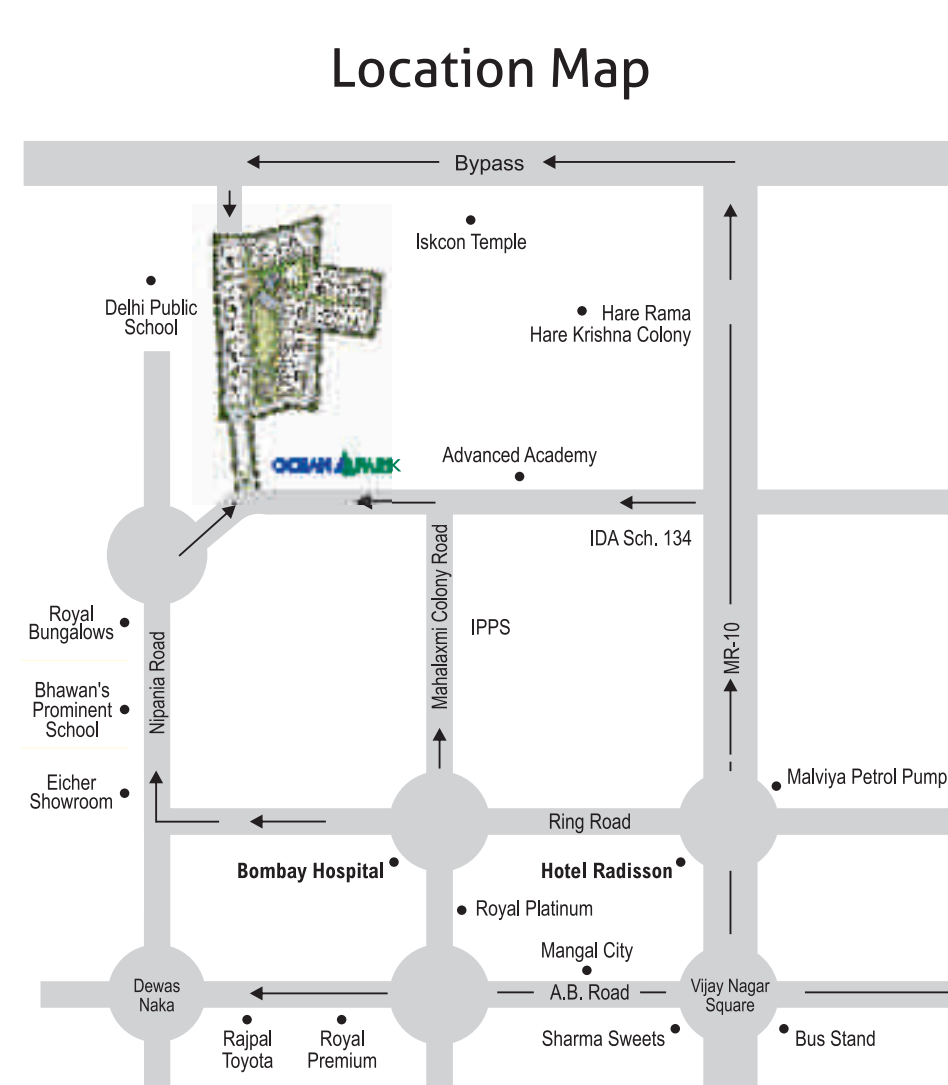 Location Map
Bypass
Iskcon Temple
Delhi Public
School
Hare Rama
Hare Krishna Colony
OCEAN PARK
Advanced Academy
IDA Sch. 134
Mahalaxmi Colony Road
Royal
Bungalows
IPPS
Nipania Road
MR-10
Bhawan's
Prominent
School
Eicher
Showroom
Malviya Petrol Pump
Ring Road
Bombay Hospital
Hotel Radisson
Royal Platinum
Mangal City
Dewas
Naka
A.B. Road
Vijay Nagar
Square
Rajpal
Toyota
Royal
Premium
Sharma Sweets
Bus Stand